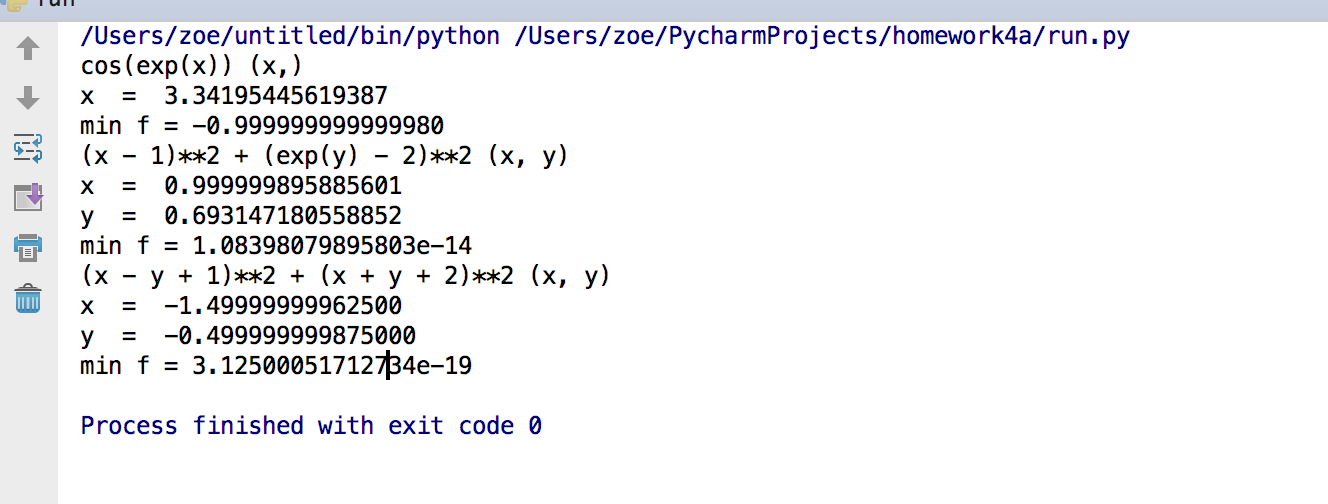 run
/Users/zoe/untitled/bin/python /Users/zoe/PycharmProjects/homework4a/run.py
cos(exp(x)) (x,)
x  =  3.34195445619387
min f = -0.999999999999980
(x - 1)**2 + (exp(y) - 2)**2 (x, y)
x  =  0.999999895885601
y  =  0.693147180558852
min f = 1.08398079895803e-14
(x - y + 1)**2 + (x + y + 2)**2 (x, y)
x  =  -1.49999999962500
y  =  -0.499999999875000
min f = 3.12500051712734e-19
Process finished with exit code 0